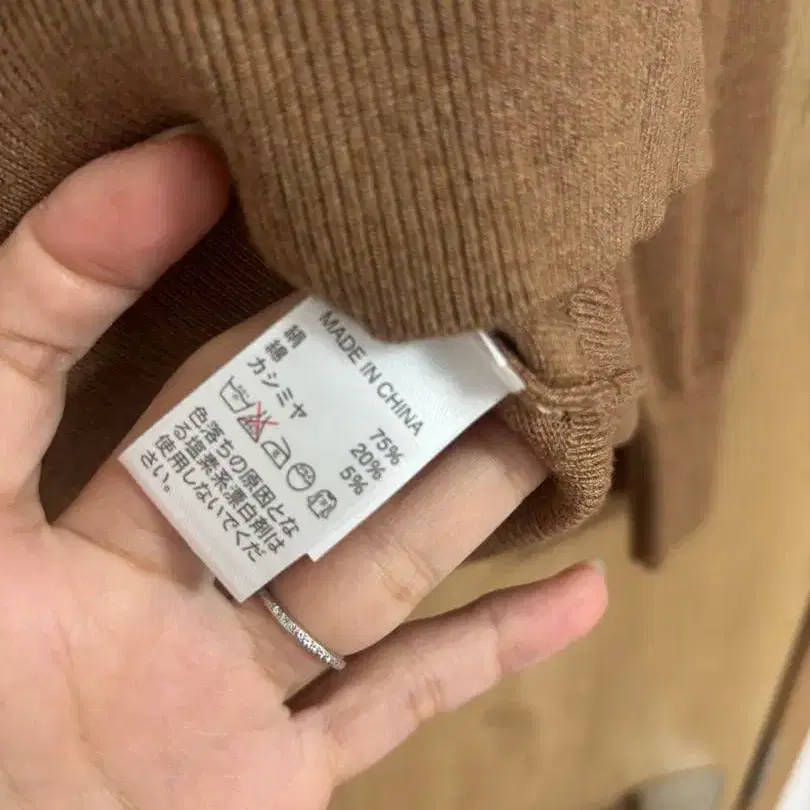 MADE IN CHINA
絹 75%
綿 20%
カシミヤ 5%
色落ちの原因とな
る塩素系漂白剤は
使用しないでくだ
さい。